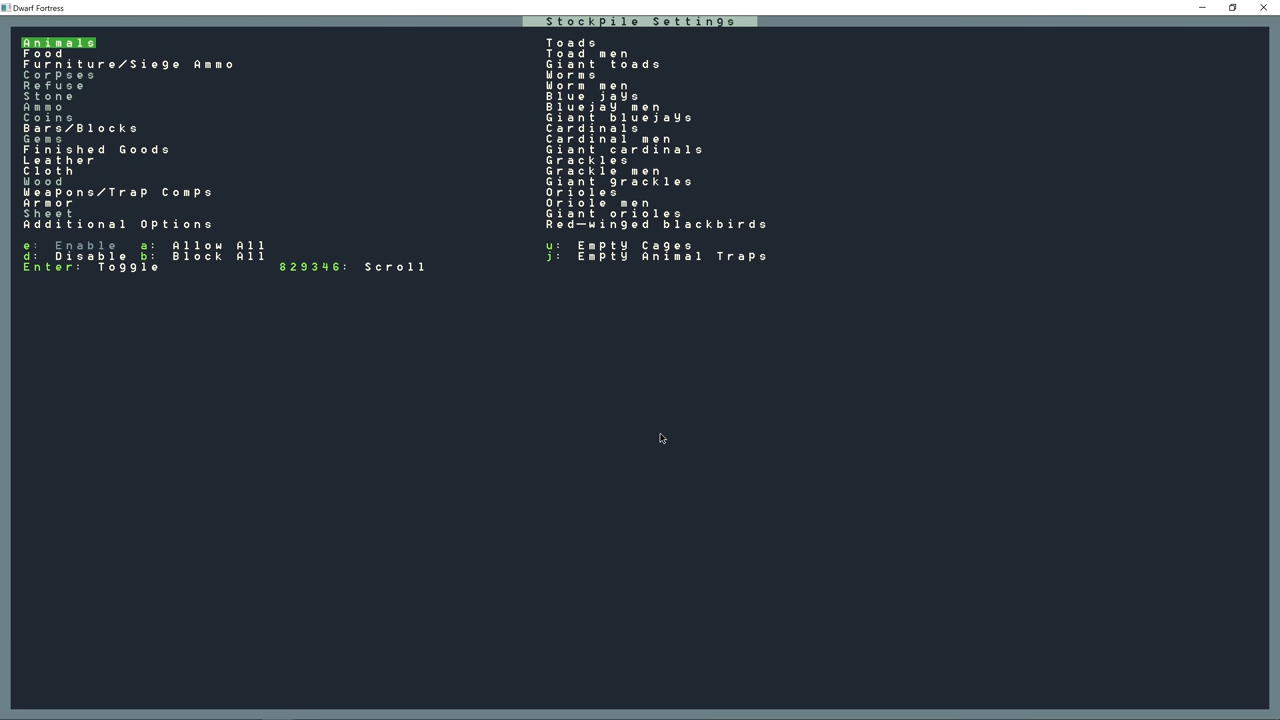 Dwarf Fortress
Stockpile Settings
Animals
Food
Furniture/Siege Ammo
Corpses
Refuse
Stone
Ammo
Coins
Bars/Blocks
Gems
Finished Goods
Leather
Cloth
Wood
Weapons/Trap Comps
Armor
Sheet
Additional Options
e: Enable a: Allow All
d: Disable b: Block All
Enter: Toggle 829346: Scroll
Toads
Toad men
Giant toads
Worms
Worm men
Blue jays
Bluejay men
Giant bluejays
Cardinals
Cardinal men
Giant cardinals
Grackles
Grackle men
Giant grackles
Orioles
Oriole men
Giant orioles
Red-winged blackbirds
u: Empty Cages
j: Empty Animal Traps